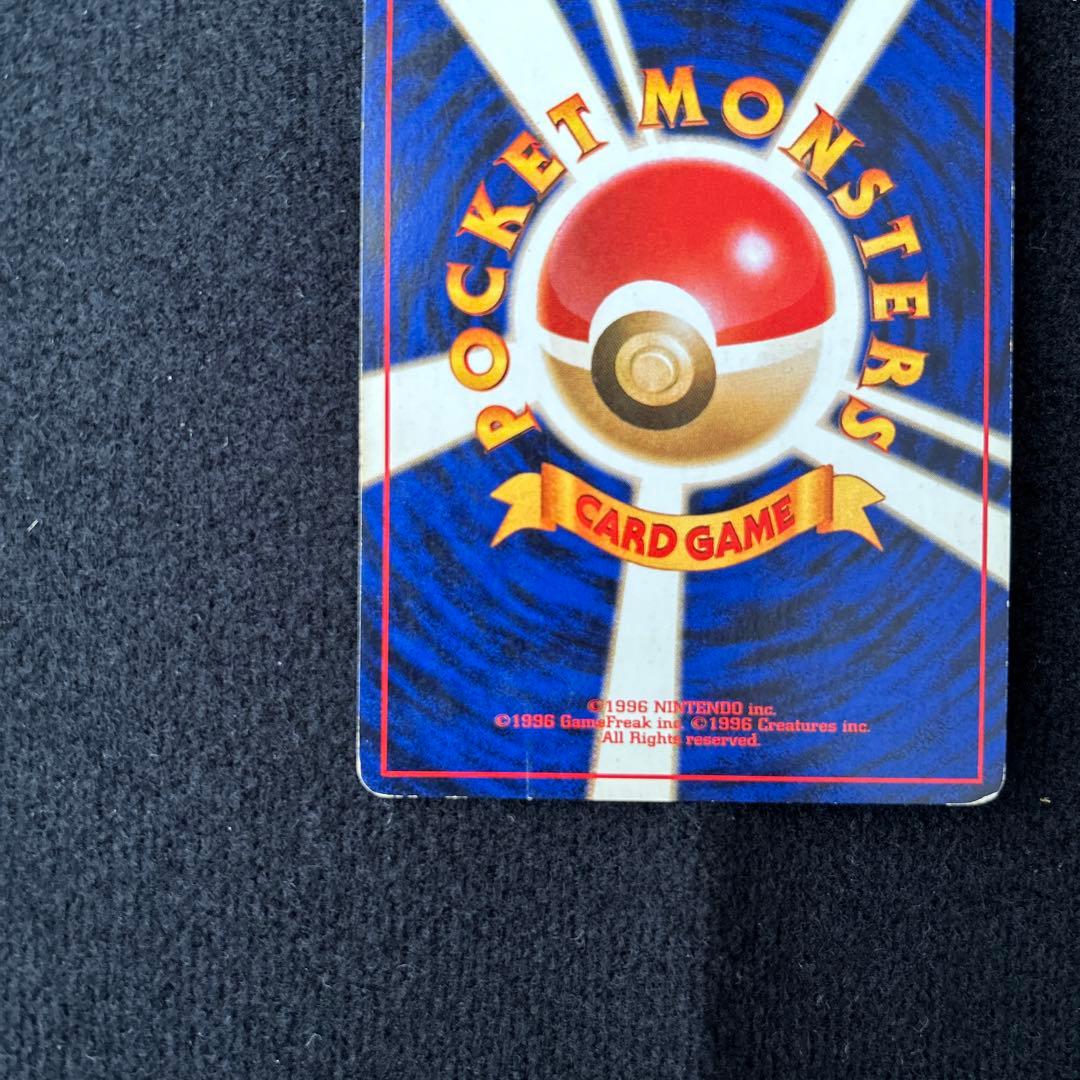 POCKET MONSTERS
CARD GAME
©1996 NINTENDO inc.
©1996 GameFreak inc. ©1996 Creatures inc.
All Rights reserved.